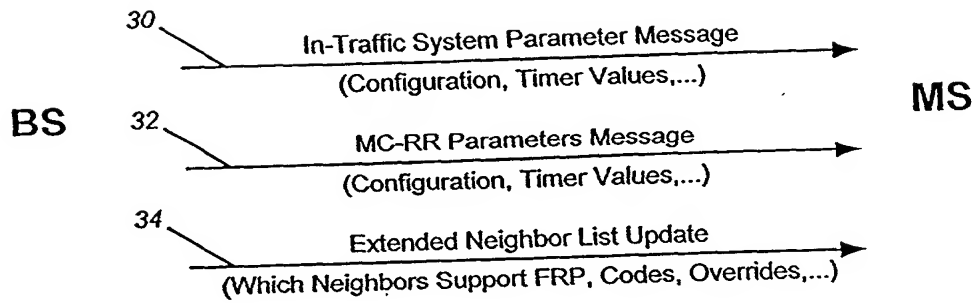 30
In-Traffic System Parameter Message
(Configuration, Timer Values,...)
BS
MS
32
MC-RR Parameters Message
(Configuration, Timer Values,...)
34
Extended Neighbor List Update
(Which Neighbors Support FRP, Codes, Overrides,...)